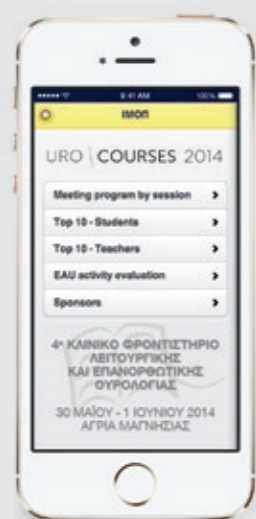 9:41 AM 100%
ΙΜΟΠ
URO \ COURSES 2014
Meeting program by session
Top 10 - Students
Top 10 - Teachers
EAU activity evaluation
Sponsors
4ο ΚΛΙΝΙΚΟ ΦΡΟΝΤΙΣΤΗΡΙΟ
ΛΕΙΤΟΥΡΓΙΚΗΣ
ΚΑΙ ΕΠΑΝΟΡΘΩΤΙΚΗΣ
ΟΥΡΟΛΟΓΙΑΣ
30 ΜΑΪΟΥ - 1 ΙΟΥΝΙΟΥ 2014
ΑΓΡΙΑ ΜΑΓΝΗΣΙΑΣ